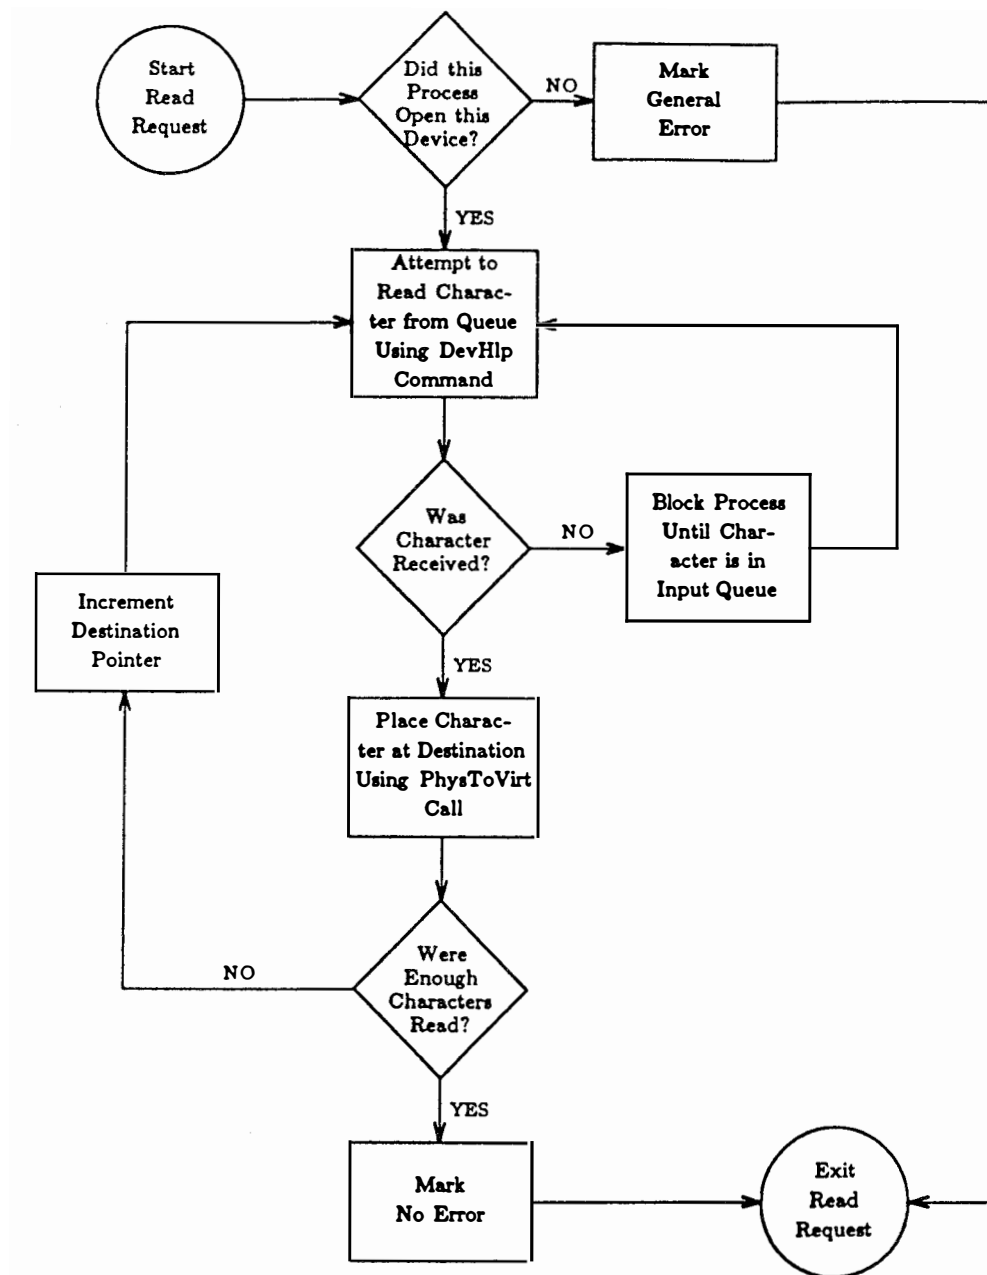 Start
Read
Request
Did this
Process
Open this
Device?
NO
Mark
General
Error
YES
Attempt to
Read Charac-
ter from Queue
Using DevHlp
Command
Was
Character
Received?
NO
Block Process
Until Char-
acter is in
Input Queue
Increment
Destination
Pointer
YES
Place Charac-
ter at Destination
Using PhysToVirt
Call
Were
Enough
Characters
Read?
NO
YES
Mark
No Error
Exit
Read
Request